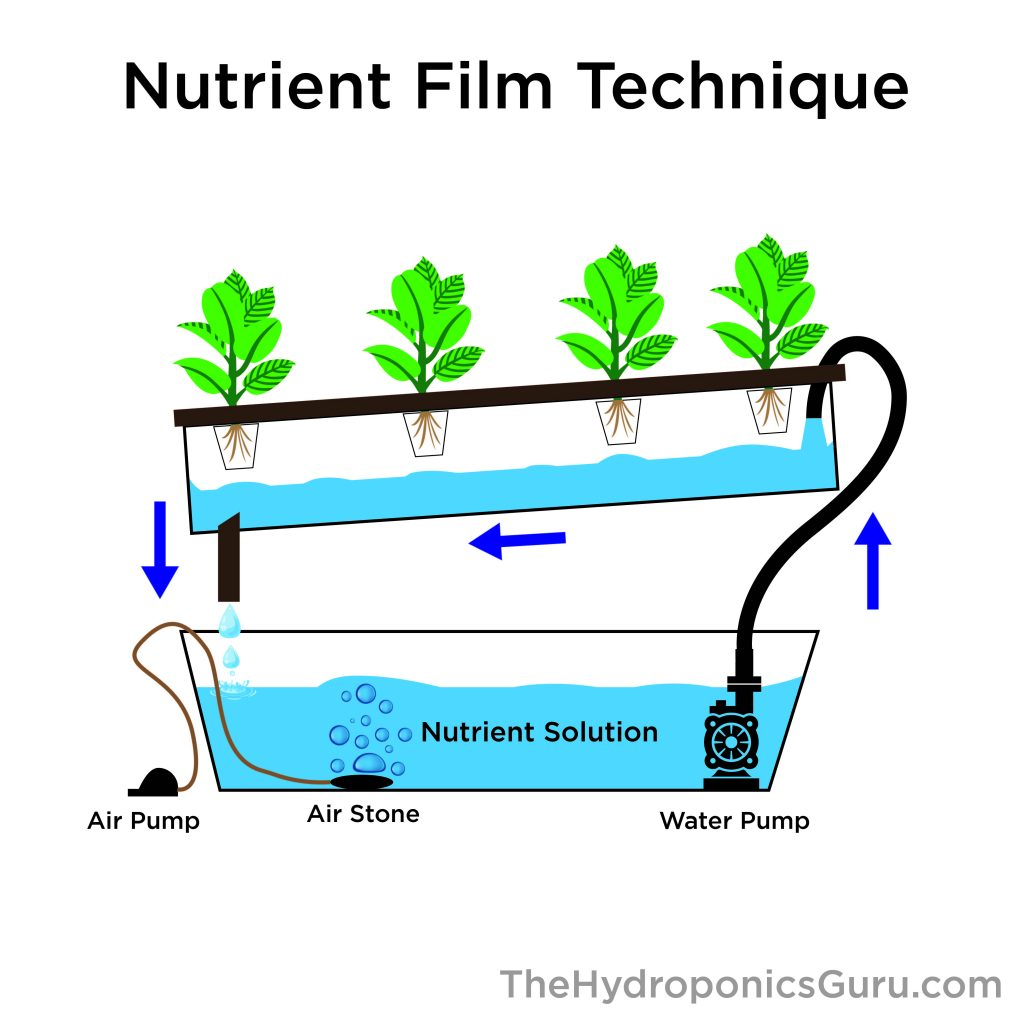 Nutrient Film Technique
Nutrient Solution
Air Pump
Air Stone
Water Pump
TheHydroponicsGuru.com